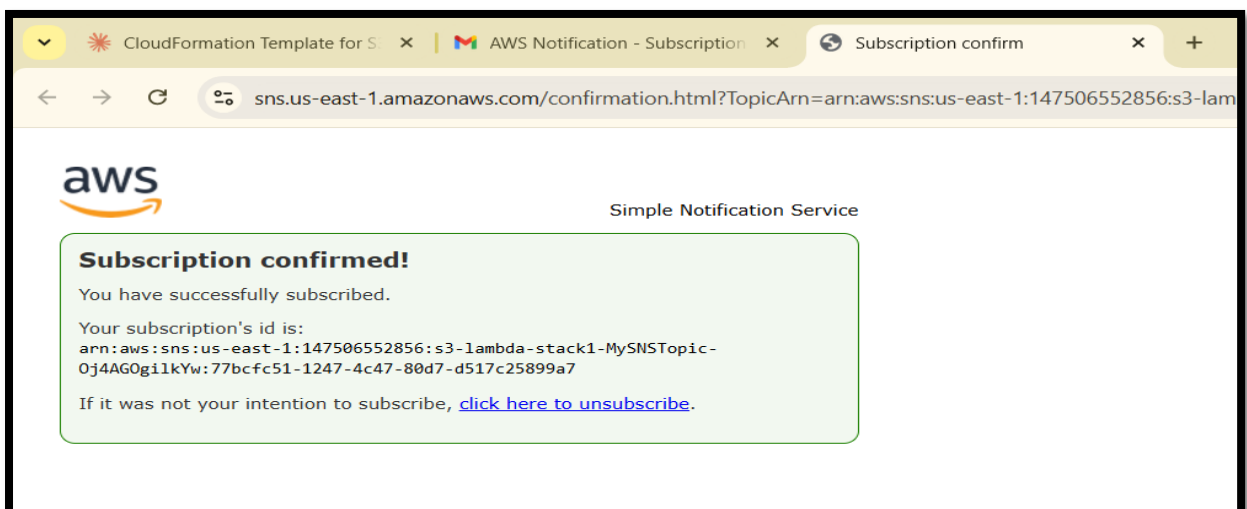 CloudFormation Template for S
AWS Notification - Subscription
Subscription confirm
sns.us-east-1.amazonaws.com/confirmation.html?TopicArn=arn:aws:sns:us-east-1:147506552856:s3-lam
aws
Simple Notification Service
Subscription confirmed!
You have successfully subscribed.
Your subscription's id is:
arn:aws:sns:us-east-1:147506552856:s3-lambda-stack1-MySNSTopic-
Oj4AGOgilkYw:77bcfc51-1247-4c47-80d7-d517c25899a7
If it was not your intention to subscribe, click here to unsubscribe.